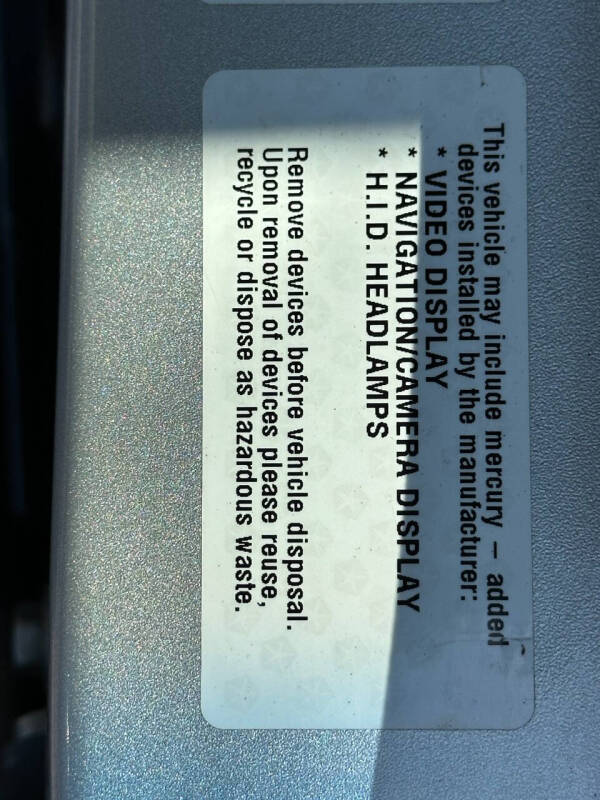 This vehicle may include mercury – added
devices installed by the manufacturer:
* VIDEO DISPLAY
* NAVIGATION/CAMERA DISPLAY
* H.I.D. HEADLAMPS
Remove devices before vehicle disposal.
Upon removal of devices please reuse,
recycle or dispose as hazardous waste.